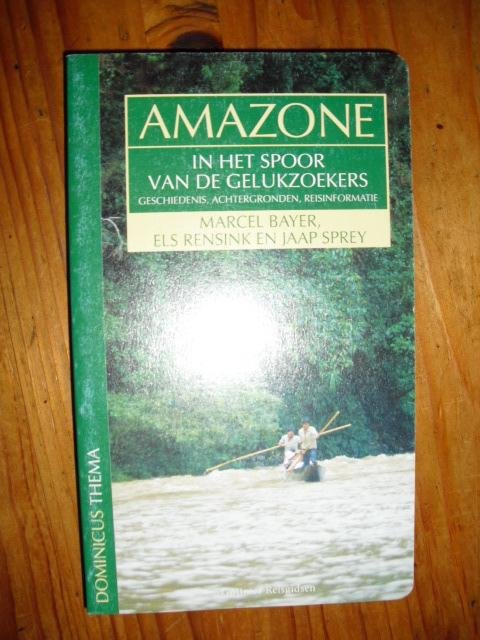 AMAZONE
IN HET SPOOR
VAN DE GELUKZOEKERS
GESCHIEDENIS, ACHTERGRONDEN, REISINFORMATIE
MARCEL BAYER,
ELS RENSINK EN JAAP SPREY
DOMINICUS THEMA
Reisgidsen